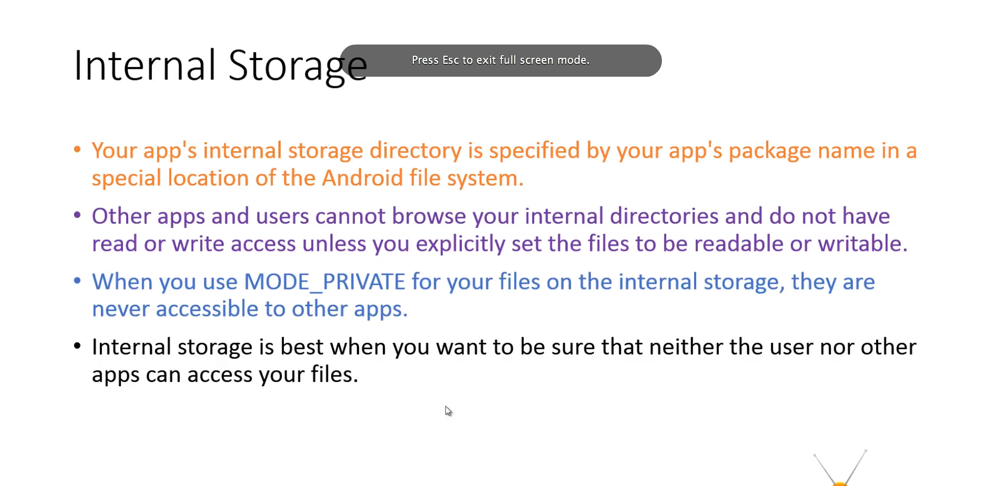 Internal Storage
Press Esc to exit full screen mode.
• Your app's internal storage directory is specified by your app's package name in a
special location of the Android file system.
• Other apps and users cannot browse your internal directories and do not have
read or write access unless you explicitly set the files to be readable or writable.
• When you use MODE_PRIVATE for your files on the internal storage, they are
never accessible to other apps.
• Internal storage is best when you want to be sure that neither the user nor other
apps can access your files.